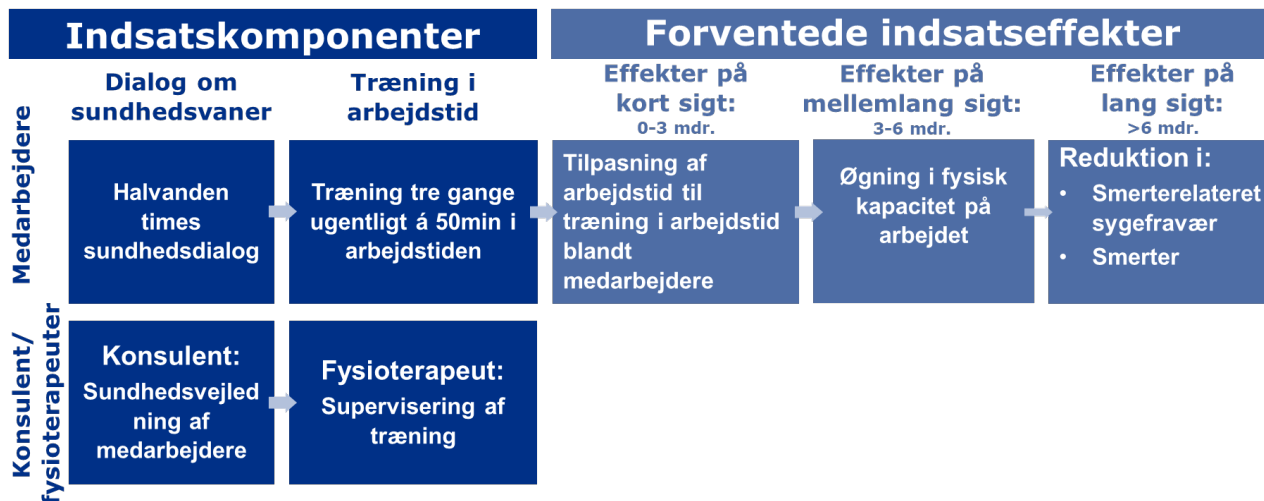 Indsatskomponenter
Forventede indsatseffekter
Dialog om
sundhedsvaner
Træning i
arbejdstid
Effekter på
kort sigt:
0-3 mdr.
Effekter på
mellemlang sigt:
3-6 mdr.
Effekter på
lang sigt:
>6 mdr.
Medarbejdere
Halvanden
times
sundhedsdialog
Træning tre gange
ugentligt á 50min i
arbejdstiden
Tilpasning af
arbejdstid til
træning i arbejdstid
blandt
medarbejdere
Øgning i fysisk
kapacitet på
arbejdet
Reduktion i:
• Smerterelateret
sygefravær
• Smerter
Konsulent/
fysioterapeuter
Konsulent:
Sundhedsvejled
ning af
medarbejdere
Fysioterapeut:
Supervisering af
træning